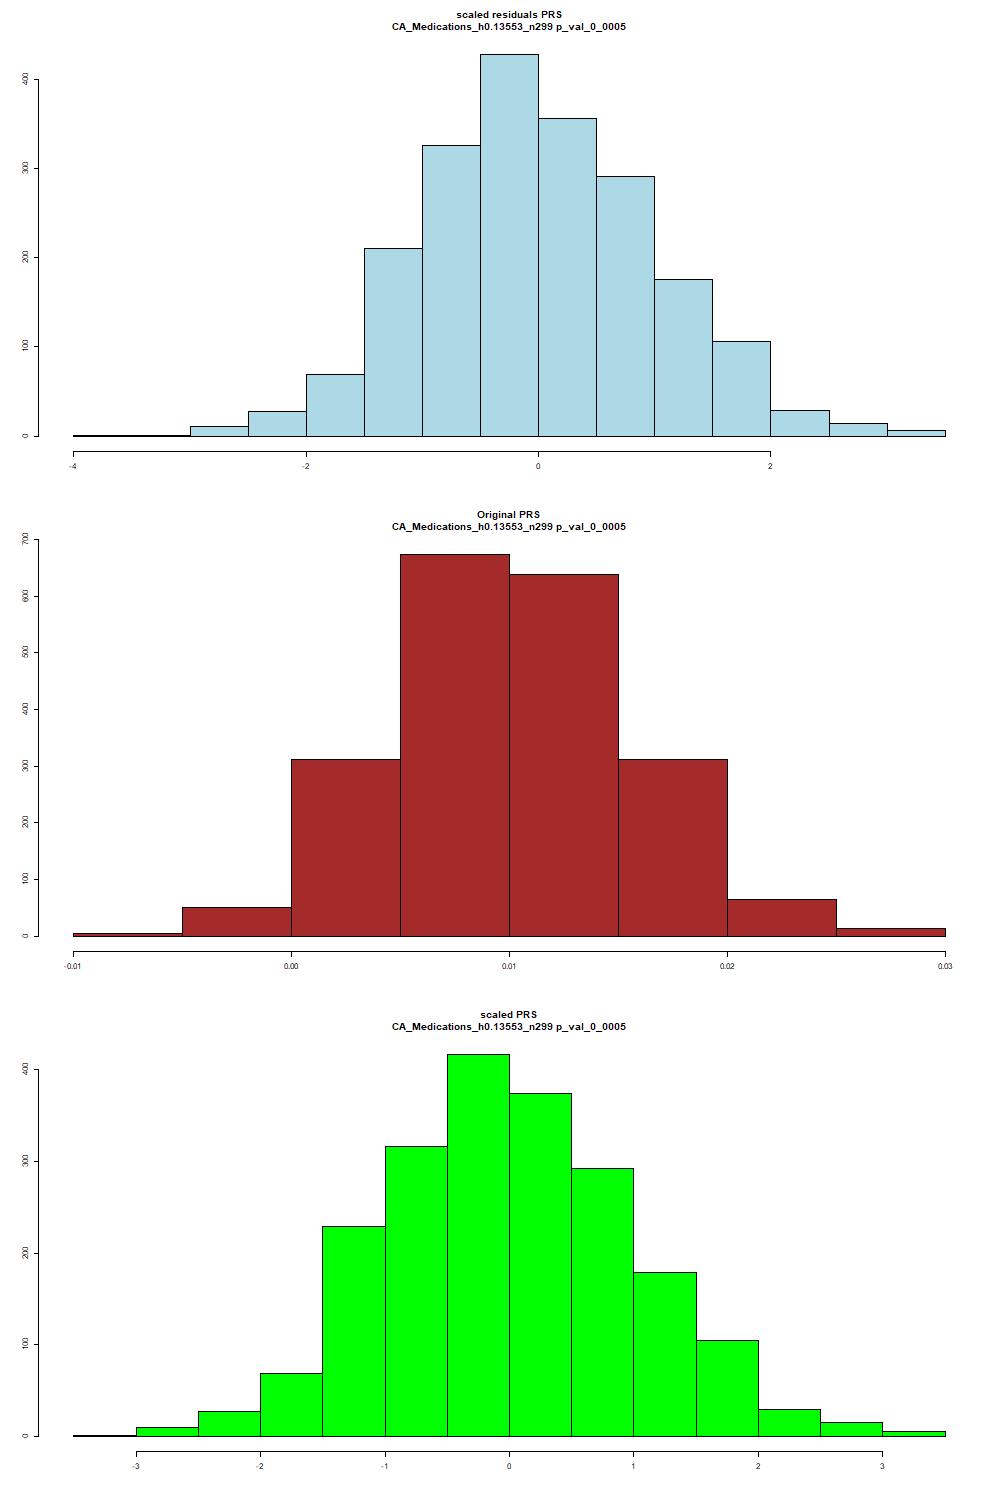 scaled residuals PRS
CA_Medications_h0.13553_n299 p_val_0_0005
400
300
200
100
0
-4 -2 0 2
Original PRS
CA_Medications_h0.13553_n299 p_val_0_0005
700
600
500
400
300
200
100
0
-0.01 0.00 0.01 0.02 0.03
scaled PRS
CA_Medications_h0.13553_n299 p_val_0_0005
400
300
200
100
0
-3 -2 -1 0 1 2 3